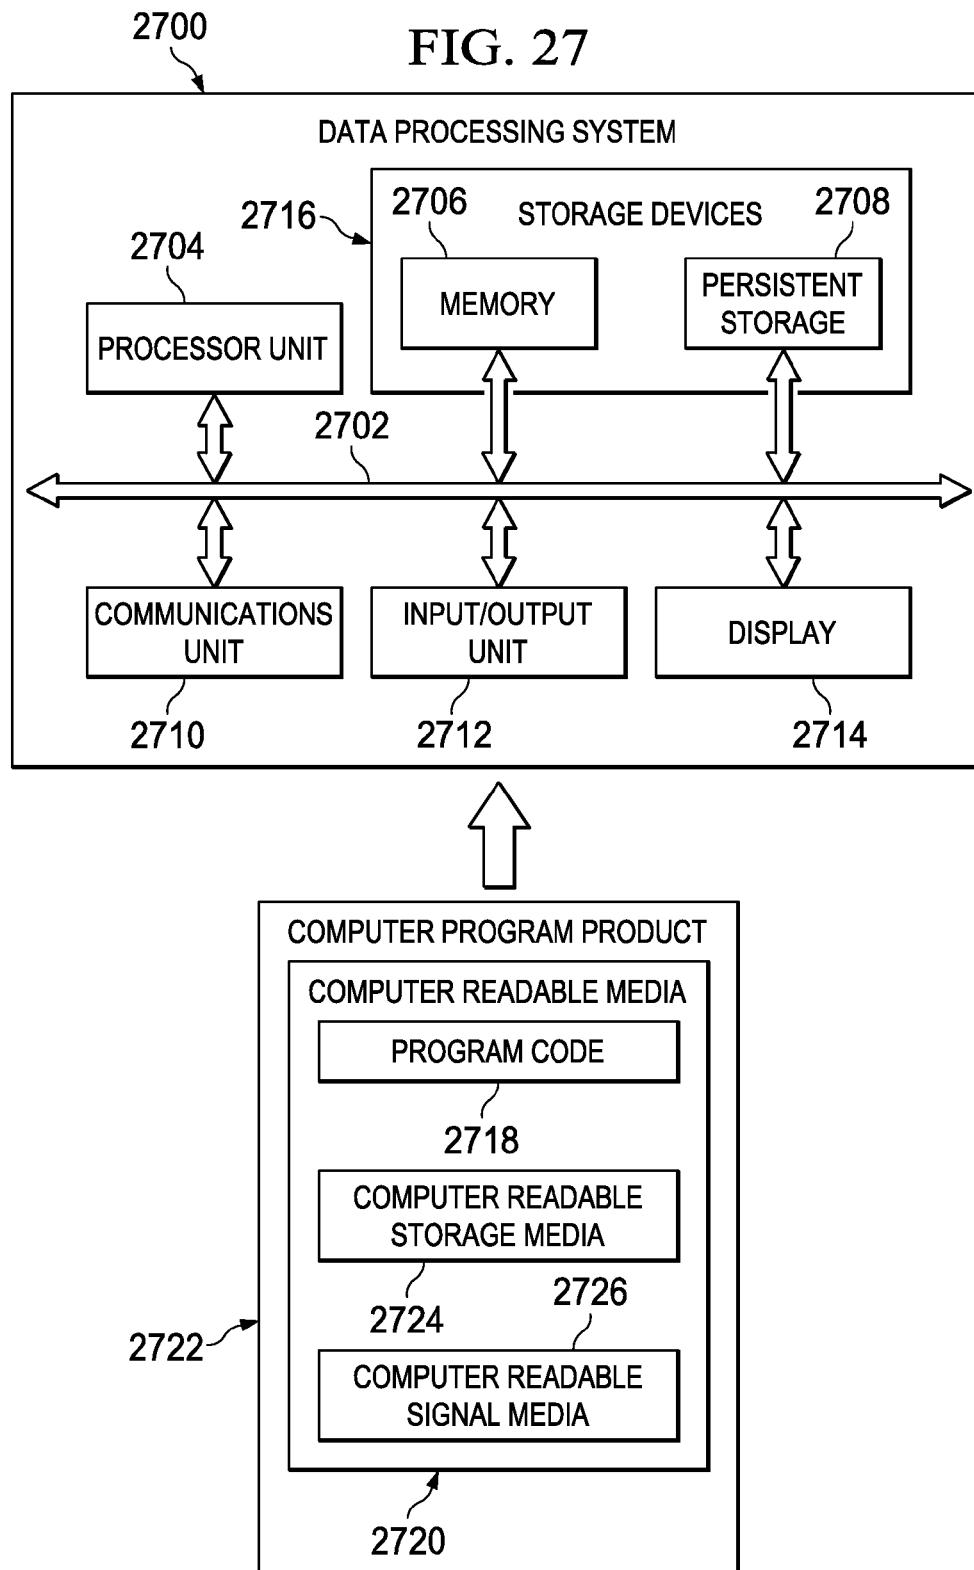 2700
FIG. 27
DATA PROCESSING SYSTEM
2716
2706
STORAGE DEVICES
2708
2704
MEMORY
PERSISTENT
STORAGE
PROCESSOR UNIT
2702
COMMUNICATIONS
UNIT
INPUT/OUTPUT
UNIT
DISPLAY
2710
2712
2714
COMPUTER PROGRAM PRODUCT
COMPUTER READABLE MEDIA
PROGRAM CODE
2718
COMPUTER READABLE
STORAGE MEDIA
2724
2726
2722
COMPUTER READABLE
SIGNAL MEDIA
2720